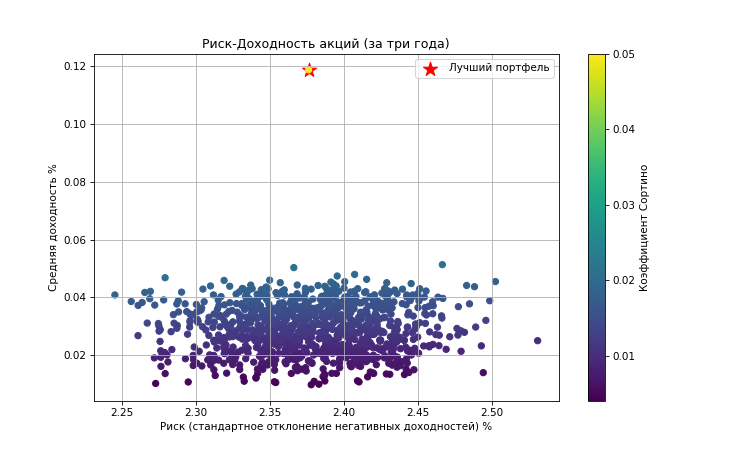 Риск-Доходность акций (за три года)
Лучший портфель
0.12
0.10
0.08
0.06
0.04
0.02
Средняя доходность %
2.25 2.30 2.35 2.40 2.45 2.50
Риск (стандартное отклонение негативных доходностей) %
0.05
0.04
0.03
0.02
0.01
Коэффициент Сортино